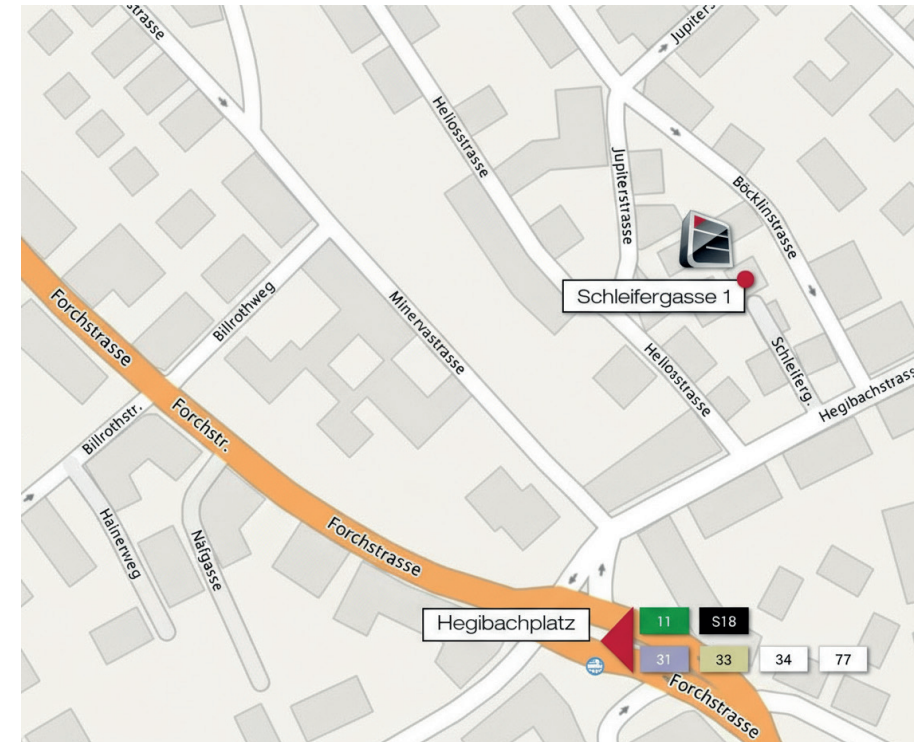 strasse
Jupiterst
Heliosstrasse
Jupiterstrasse
Böcklinstrasse
Schleifergasse 1
Billrothweg
Minervastrasse
Forchstrasse
Heliosstrasse
Schleiferg.
Hegibachstrass
Billrothstr.
Forchstr.
Hainerweg
Näfgasse
Forchstrasse
Hegibachplatz
11 S18
31 33 34 77
Forchstrasse